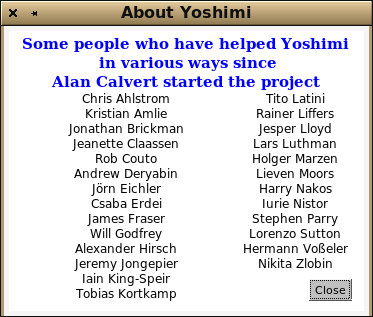 About Yoshimi
Some people who have helped Yoshimi
in various ways since
Alan Calvert started the project
Chris Ahlstrom
Kristian Amlie
Jonathan Brickman
Jeanette Claassen
Rob Couto
Andrew Deryabin
Jörn Eichler
Csaba Erdei
James Fraser
Will Godfrey
Alexander Hirsch
Jeremy Jongepier
Iain King-Speir
Tobias Kortkamp
Tito Latini
Rainer Liffers
Jesper Lloyd
Lars Luthman
Holger Marzen
Lieven Moors
Harry Nakos
Iurie Nistor
Stephen Parry
Lorenzo Sutton
Hermann Voßeler
Nikita Zlobin
Close